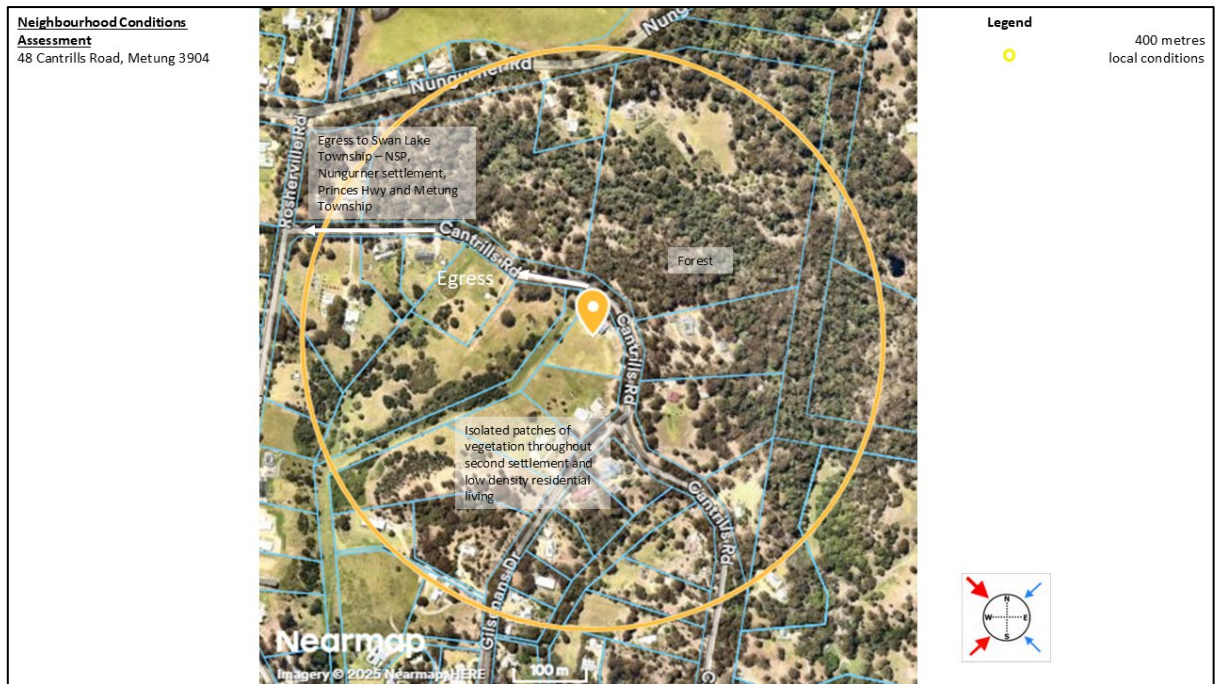 Neighbourhood Conditions
Assessment
48 Cantrills Road, Metung 3904
Legend
400 metres
local conditions
Nungurner Rd
Rosherville Rd
Egress to Swan Lake
Township – NSP,
Nungurner settlement,
Princes Hwy and Metung
Township
Cantrills Rd
Egress
Forest
Cantrills Rd
Isolated patches of
vegetation throughout
second settlement and
low density residential
living
Cantrills Rd
Gilsenans Dr
Nearmap
Imagery © 2025 Nearmap, HERE
100 m
N
W
E
S